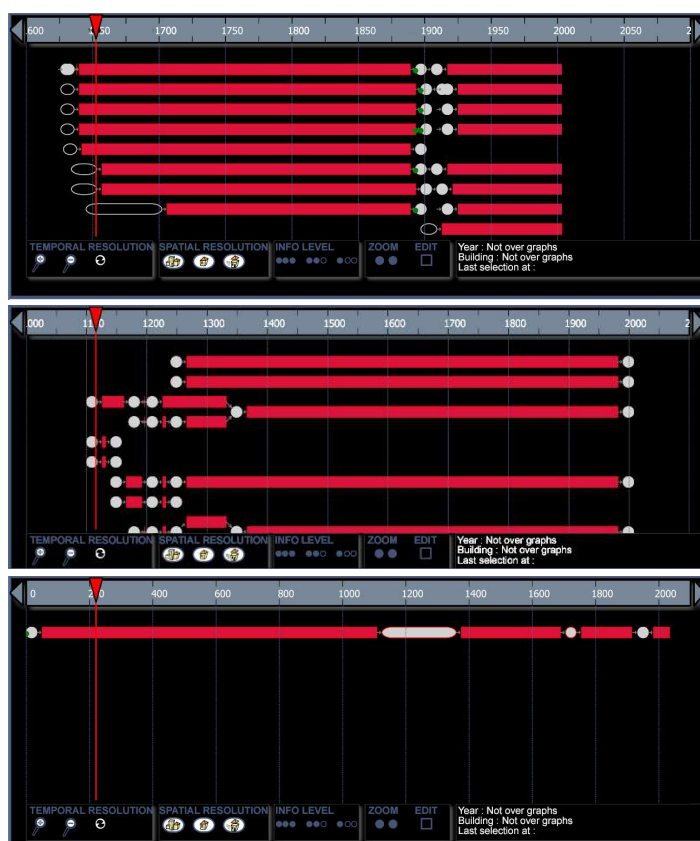 1600 1650 1700 1750 1800 1850 1900 1950 2000 2050 2
TEMPORAL RESOLUTION SPATIAL RESOLUTION INFO LEVEL ZOOM EDIT
Year : Not over graphs
Building : Not over graphs
Last selection at :
1000 1100 1200 1300 1400 1500 1600 1700 1800 1900 2000 2
TEMPORAL RESOLUTION SPATIAL RESOLUTION INFO LEVEL ZOOM EDIT
Year : Not over graphs
Building : Not over graphs
Last selection at :
0 200 400 600 800 1000 1200 1400 1600 1800 2000
TEMPORAL RESOLUTION SPATIAL RESOLUTION INFO LEVEL ZOOM EDIT
Year : Not over graphs
Building : Not over graphs
Last selection at :